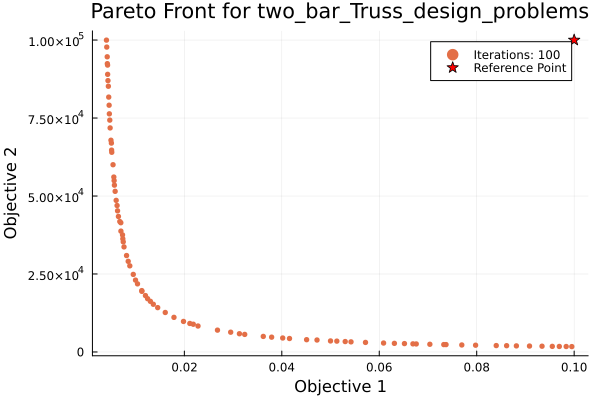 Pareto Front for two_bar_Truss_design_problems
Iterations: 100
Reference Point
Objective 2
1.00×10⁵
7.50×10⁴
5.00×10⁴
2.50×10⁴
0
0.02 0.04 0.06 0.08 0.10
Objective 1